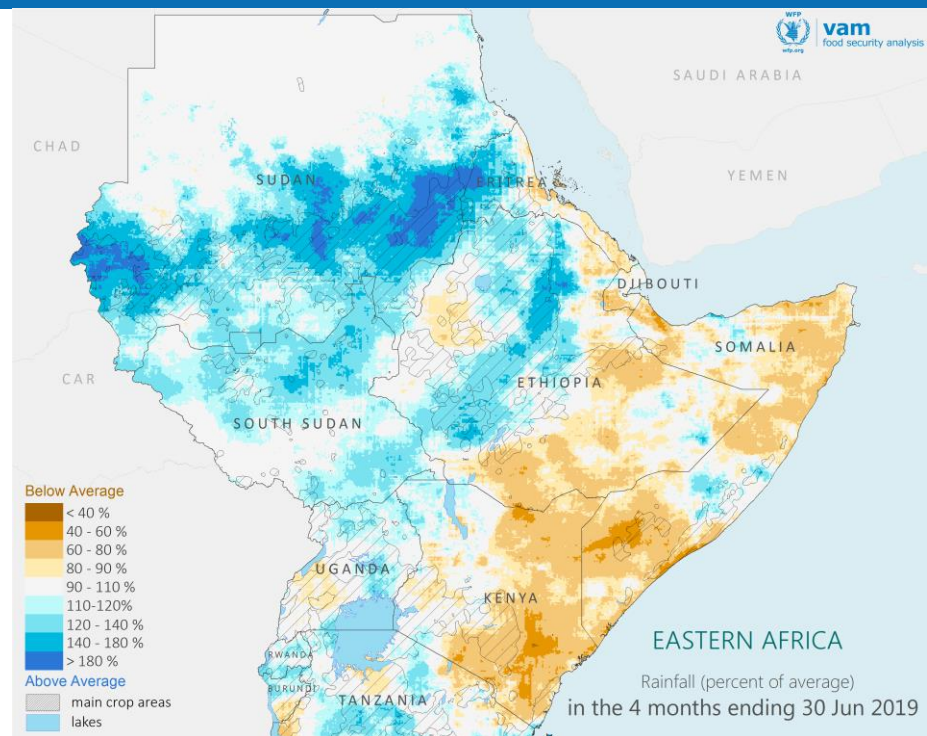 WFP
wfp.org
vam
food security analysis
SAUDI ARABIA
CHAD
YEMEN
SUDAN
ERITREA
DJIBOUTI
SOMALIA
CAR
ETHIOPIA
SOUTH SUDAN
Below Average
< 40 %
40 - 60 %
60 - 80 %
80 - 90 %
90 - 110 %
110-120%
120 - 140 %
140 - 180 %
> 180 %
Above Average
main crop areas
lakes
UGANDA
KENYA
RWANDA
BURUNDI
TANZANIA
EASTERN AFRICA
Rainfall (percent of average)
in the 4 months ending 30 Jun 2019